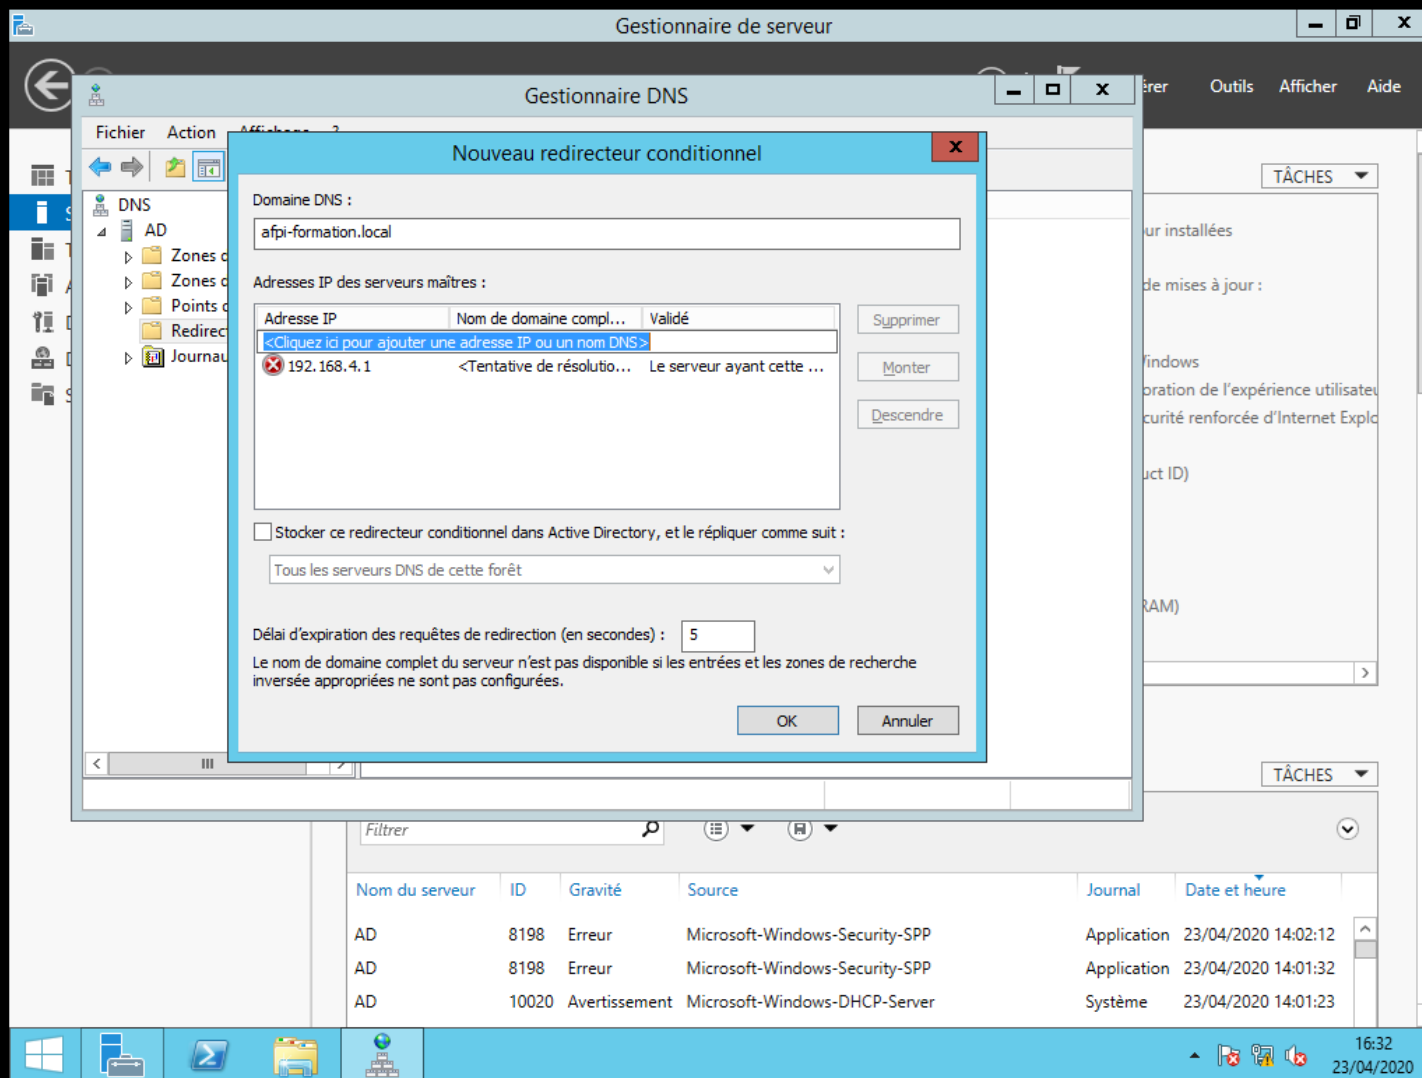 Gestionnaire de serveur
Outils Afficher Aide
Gestionnaire DNS
Fichier Action Affichage ?
Nouveau redirecteur conditionnel
TÂCHES
DNS
AD
Zones
Zones
Points
Journau
Domaine DNS :
afpi-formation.local
Adresses IP des serveurs maîtres :
Adresse IP Nom de domaine compl... Validé
<Cliquez ici pour ajouter une adresse IP ou un nom DNS>
192.168.4.1 <Tentative de résolutio... Le serveur ayant cette ...
Supprimer
Monter
Descendre
Stocker ce redirecteur conditionnel dans Active Directory, et le répliquer comme suit :
Tous les serveurs DNS de cette forêt
Délai d'expiration des requêtes de redirection (en secondes) : 5
Le nom de domaine complet du serveur n'est pas disponible si les entrées et les zones de recherche
inversée appropriées ne sont pas configurées.
OK Annuler
ur installées
de mises à jour :
indows
oration de l'expérience utilisateu
curité renforcée d'Internet Explo
uct ID)
RAM)
TÂCHES
Filtrer
Nom du serveur ID Gravité Source Journal Date et heure
AD 8198 Erreur Microsoft-Windows-Security-SPP Application 23/04/2020 14:02:12
AD 8198 Erreur Microsoft-Windows-Security-SPP Application 23/04/2020 14:01:32
AD 10020 Avertissement Microsoft-Windows-DHCP-Server Système 23/04/2020 14:01:23
16:32
23/04/2020